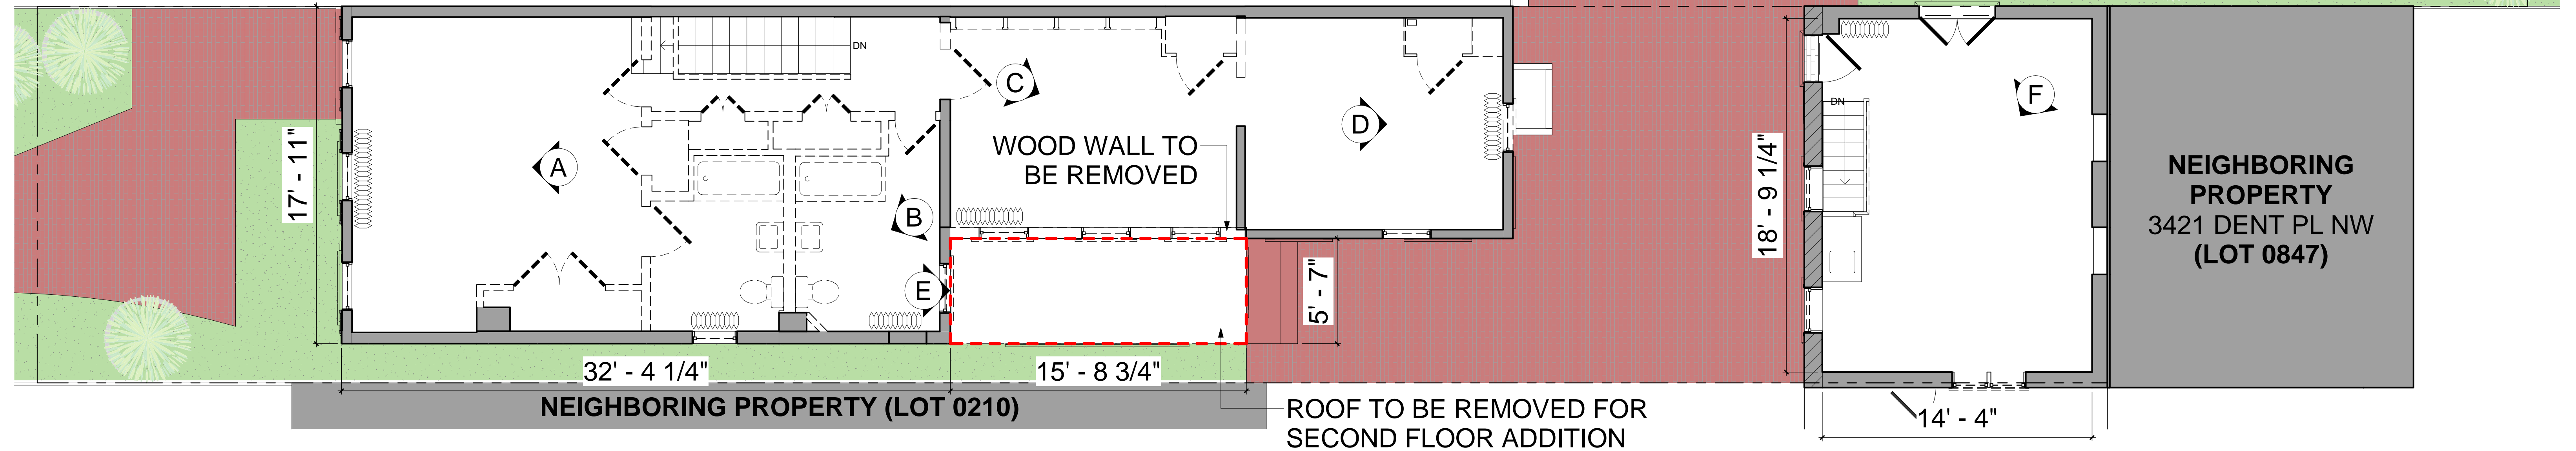 DN
C
D
A
B
E
F
DN
WOOD WALL TO
BE REMOVED
17' - 11"
18' - 9 1/4"
5' - 7"
32' - 4 1/4"
15' - 8 3/4"
14' - 4"
NEIGHBORING
PROPERTY
3421 DENT PL NW
(LOT 0847)
NEIGHBORING PROPERTY (LOT 0210)
ROOF TO BE REMOVED FOR
SECOND FLOOR ADDITION